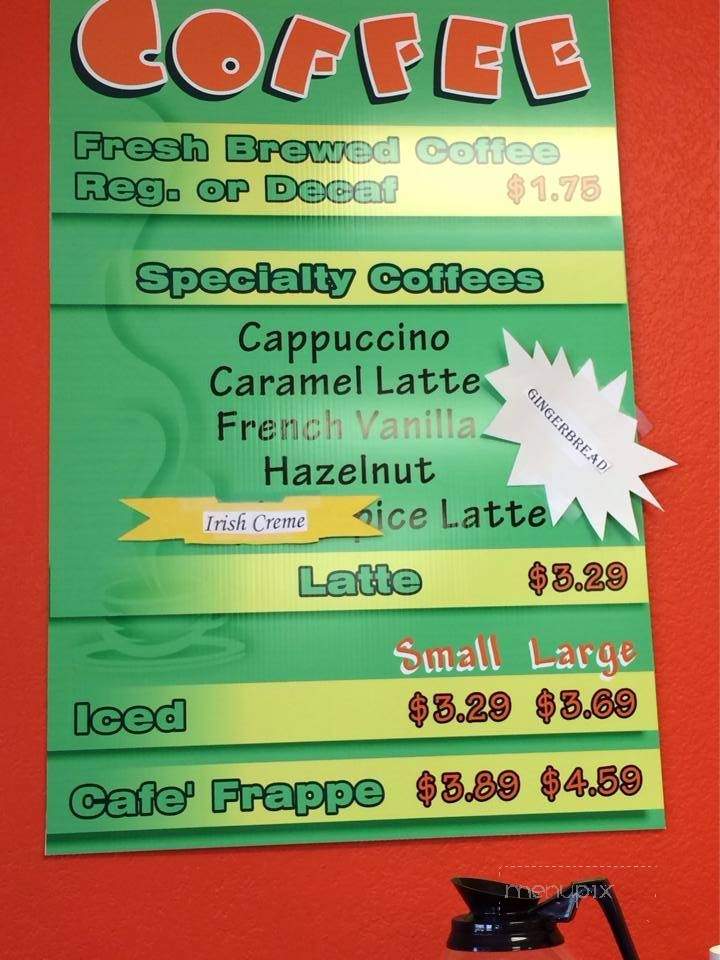 COFFEE
Fresh Brewed Coffee
Reg. or Decaf $1.75
Specialty Coffees
Cappuccino
Caramel Latte
French Vanilla
GINGERBREAD
Hazelnut
Irish Creme Latte
Latte $3.29
Small Large
Iced $3.29 $3.69
Cafe' Frappe $3.89 $4.59
menupix